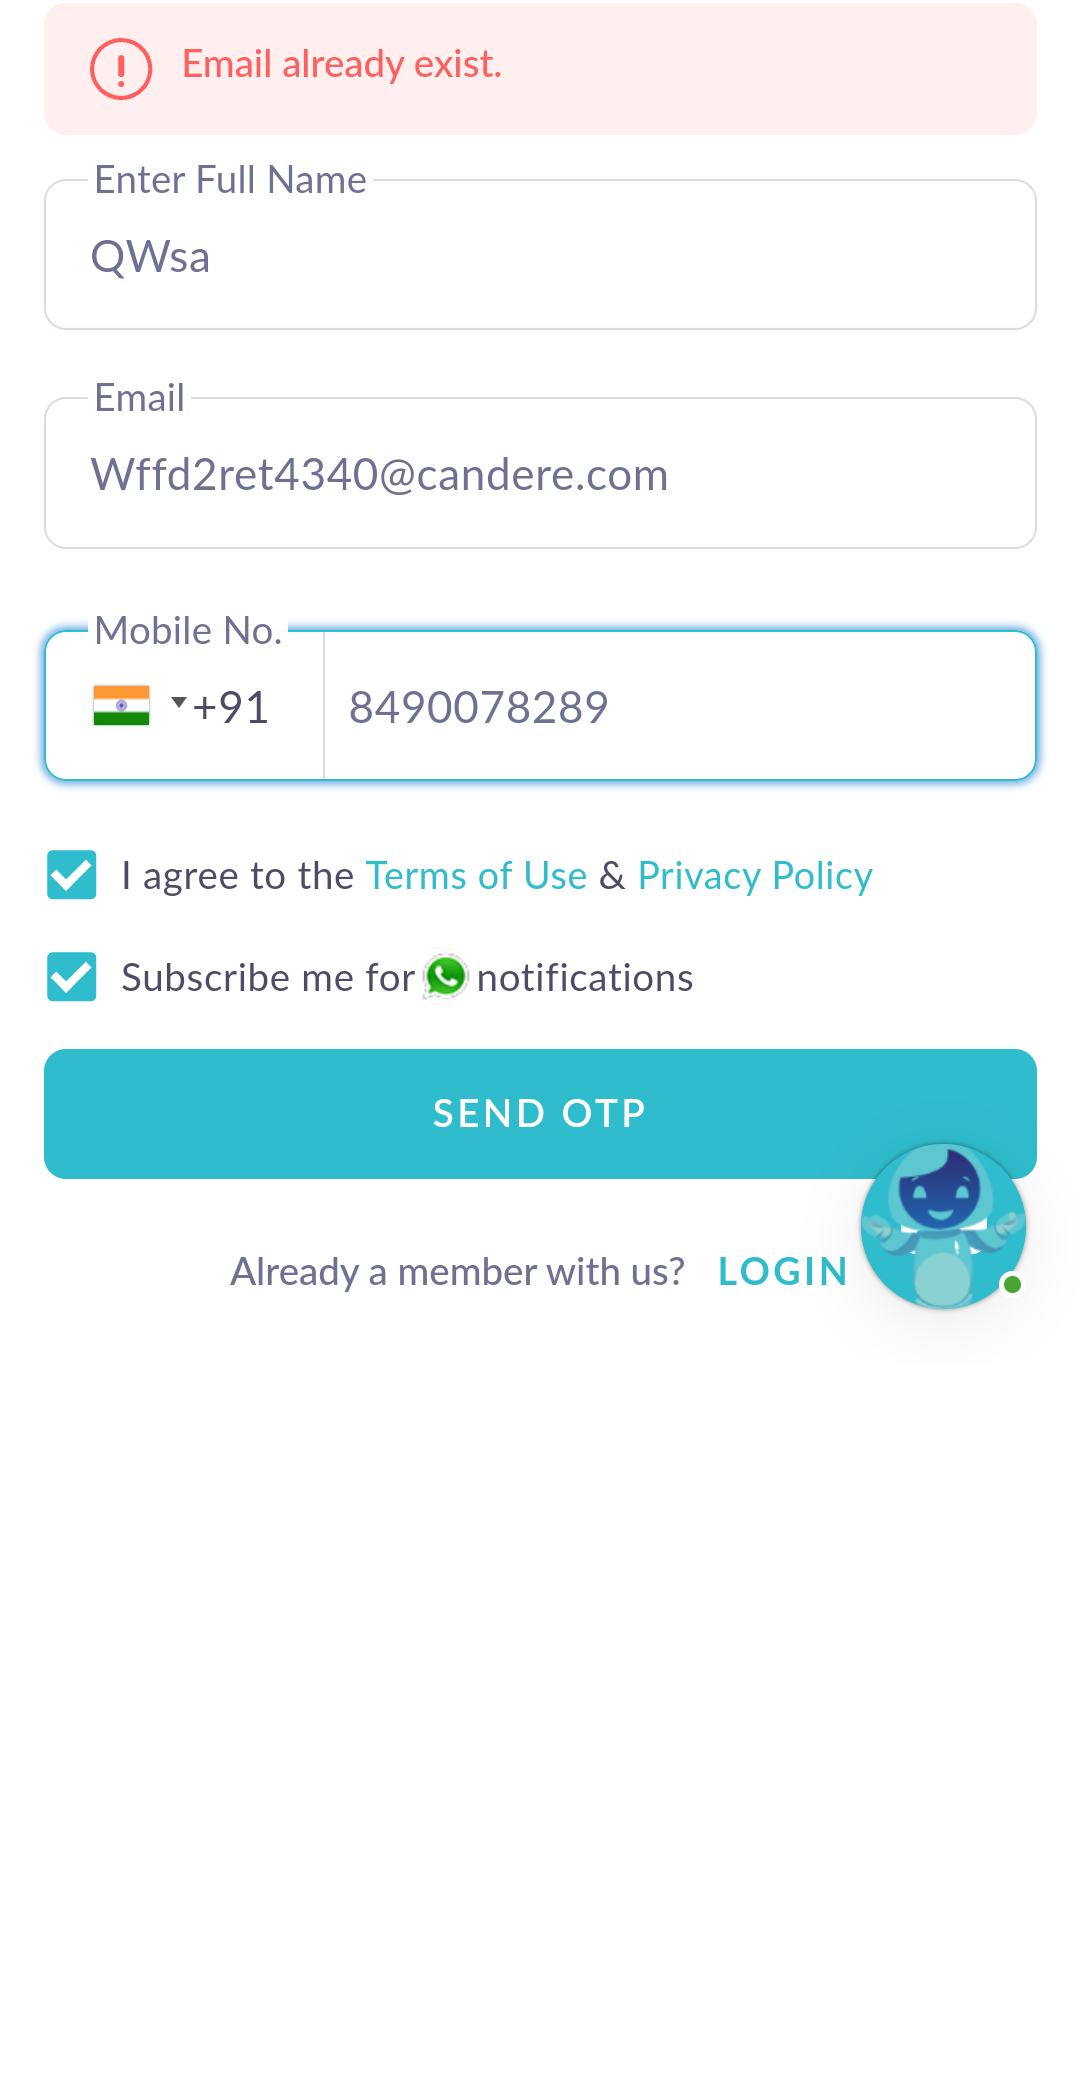 Email already exist.
Enter Full Name
QWsa
Email
Wffd2ret4340@candere.com
Mobile No.
+91 8490078289
I agree to the Terms of Use & Privacy Policy
Subscribe me for notifications
SEND OTP
Already a member with us? LOGIN